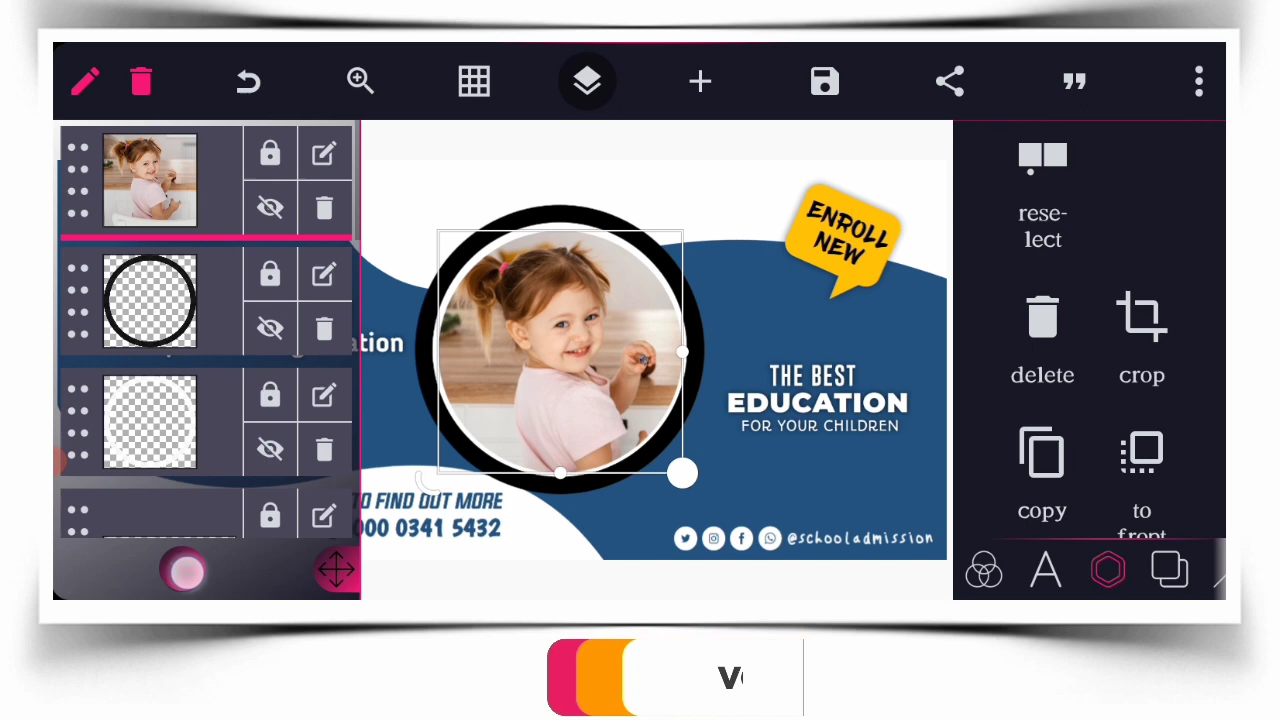 ENROLL
NEW
ation
THE BEST
EDUCATION
FOR YOUR CHILDREN
TO FIND OUT MORE
000 0341 5432
@schooladmission
rese-
lect
delete
crop
copy
to
front